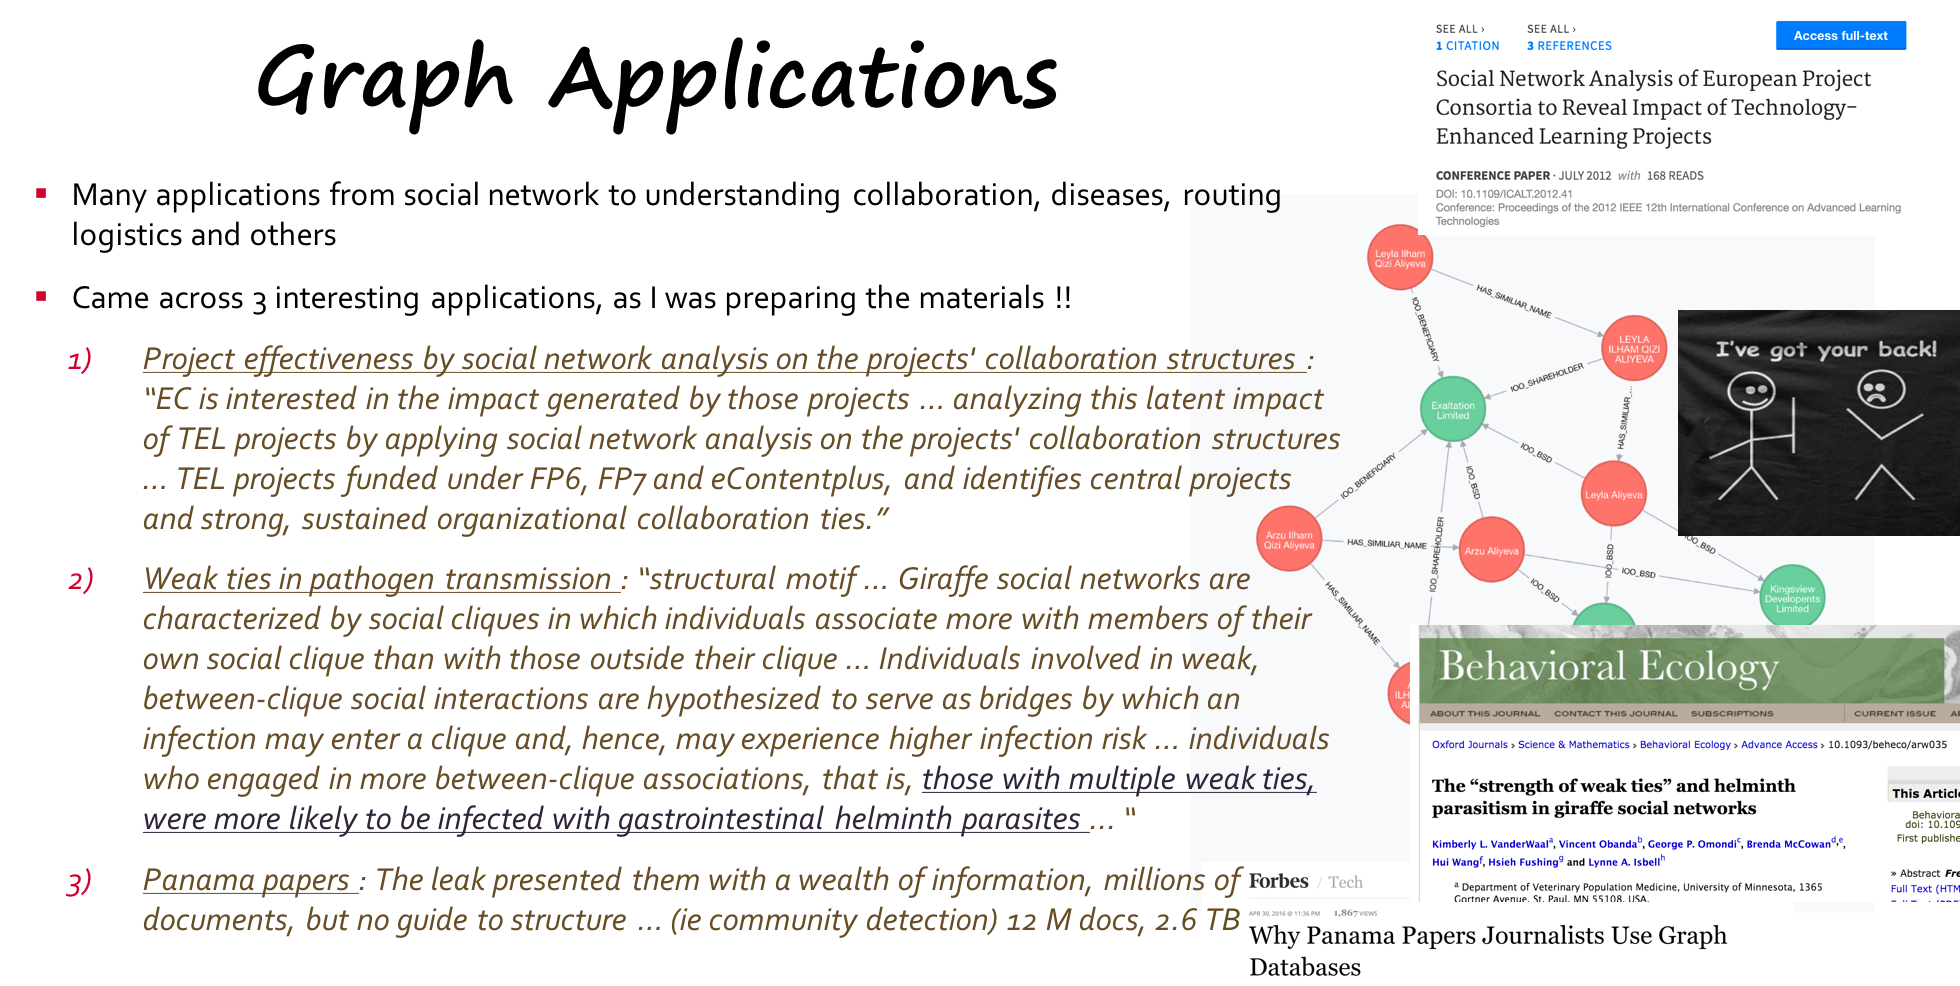 Graph Applications
▪ Many applications from social network to understanding collaboration, diseases, routing
logistics and others
▪ Came across 3 interesting applications, as I was preparing the materials !!
1) Project effectiveness by social network analysis on the projects' collaboration structures :
“EC is interested in the impact generated by those projects … analyzing this latent impact
of TEL projects by applying social network analysis on the projects' collaboration structures
… TEL projects funded under FP6, FP7 and eContentplus, and identifies central projects
and strong, sustained organizational collaboration ties.”
2) Weak ties in pathogen transmission : “structural motif … Giraffe social networks are
characterized by social cliques in which individuals associate more with members of their
own social clique than with those outside their clique … Individuals involved in weak,
between-clique social interactions are hypothesized to serve as bridges by which an
infection may enter a clique and, hence, may experience higher infection risk … individuals
who engaged in more between-clique associations, that is, those with multiple weak ties,
were more likely to be infected with gastrointestinal helminth parasites … “
3) Panama papers : The leak presented them with a wealth of information, millions of
documents, but no guide to structure … (ie community detection) 12 M docs, 2.6 TB
SEE ALL › SEE ALL ›
1 CITATION 3 REFERENCES
Access full-text
Social Network Analysis of European Project
Consortia to Reveal Impact of Technology-
Enhanced Learning Projects
CONFERENCE PAPER · JULY 2012 with 168 READS
DOI: 10.1109/ICALT.2012.41
Conference: Proceedings of the 2012 IEEE 12th International Conference on Advanced Learning
Technologies
Leyla Ilham
Qizi Aliyeva
HAS_SIMILIAR_NAME
IOO_BENEFICIARY
LEYLA
ILHAM QIZI
ALIYEVA
IOO_SHAREHOLDER
Exaltation
Limited
HAS_SIMILIAR_...
IOO_BSD
IOO_BENEFICIARY
IOO_BSD
Leyla Aliyeva
Arzu Ilham
Qizi Aliyeva
HAS_SIMILIAR_NAME
IOO_SHAREHOLDER
Arzu Aliyeva
IOO_BSD
IOO_BSD
IOO_BSD
IOO_BSD
HAS_SIMILIAR_NAME
Kingsview
Developents
Limited
I've got your back!
Behavioral Ecology
ABOUT THIS JOURNAL CONTACT THIS JOURNAL SUBSCRIPTIONS CURRENT ISSUE
Oxford Journals › Science & Mathematics › Behavioral Ecology › Advance Access › 10.1093/beheco/arw035
The “strength of weak ties” and helminth
parasitism in giraffe social networks
Kimberly L. VanderWaal a, Vincent Obanda b, George P. Omondi c, Brenda McCowan d,e,
Hui Wang f, Hsieh Fushing g and Lynne A. Isbell h
a Department of Veterinary Population Medicine, University of Minnesota, 1365
Gortner Avenue, St. Paul, MN 55108, USA.
This Article
Behaviora
doi: 10.109
First publishe
» Abstract Fre
Full Text (HTM
Forbes / Tech
APR 30, 2016 @ 11:36 PM 1,867 VIEWS
Why Panama Papers Journalists Use Graph
Databases